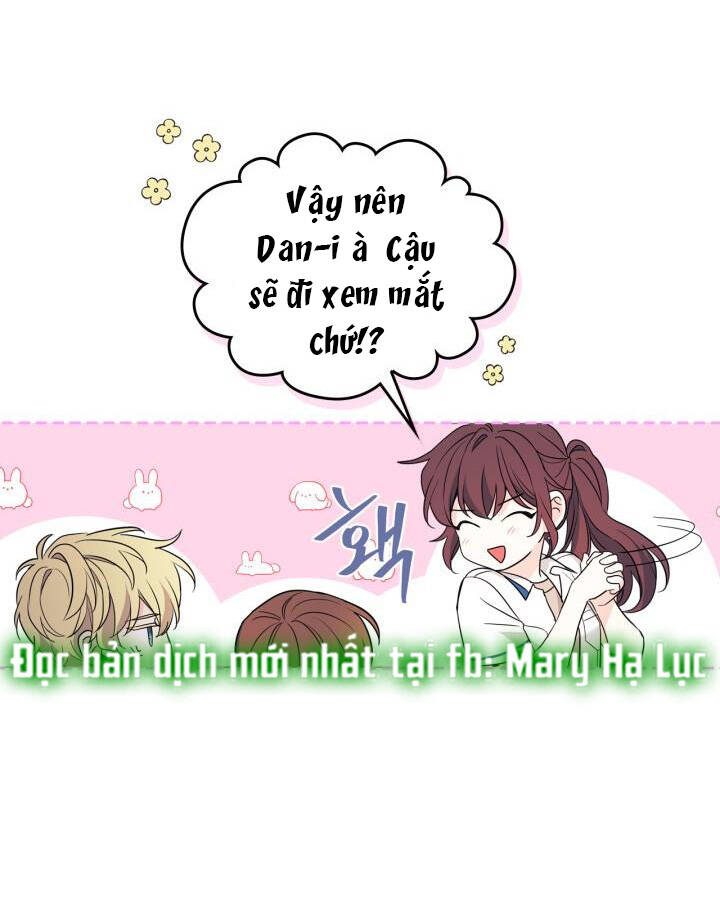 Vậy nên
Dan-i à Cậu
sẽ đi xem mắt
chứ!?
홱
Đọc bản dịch mới nhất tại fb: Mary Hạ Lục